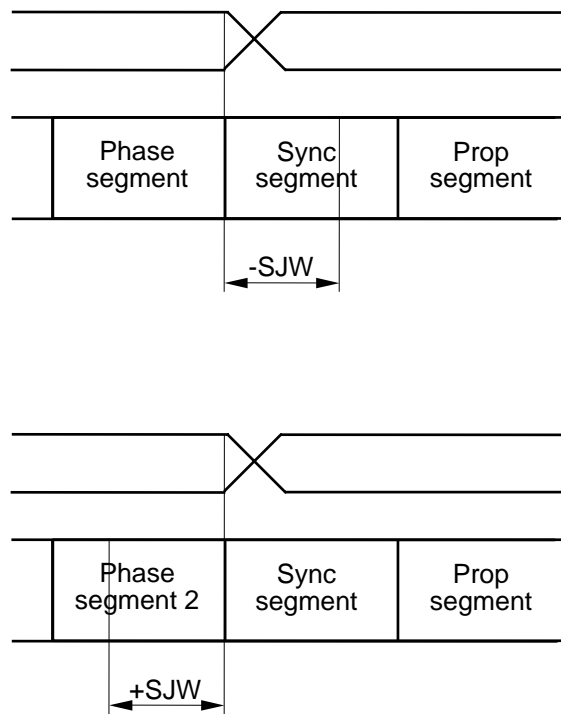 Phase
segment
Sync
segment
Prop
segment
-SJW
Phase
segment 2
Sync
segment
Prop
segment
+SJW